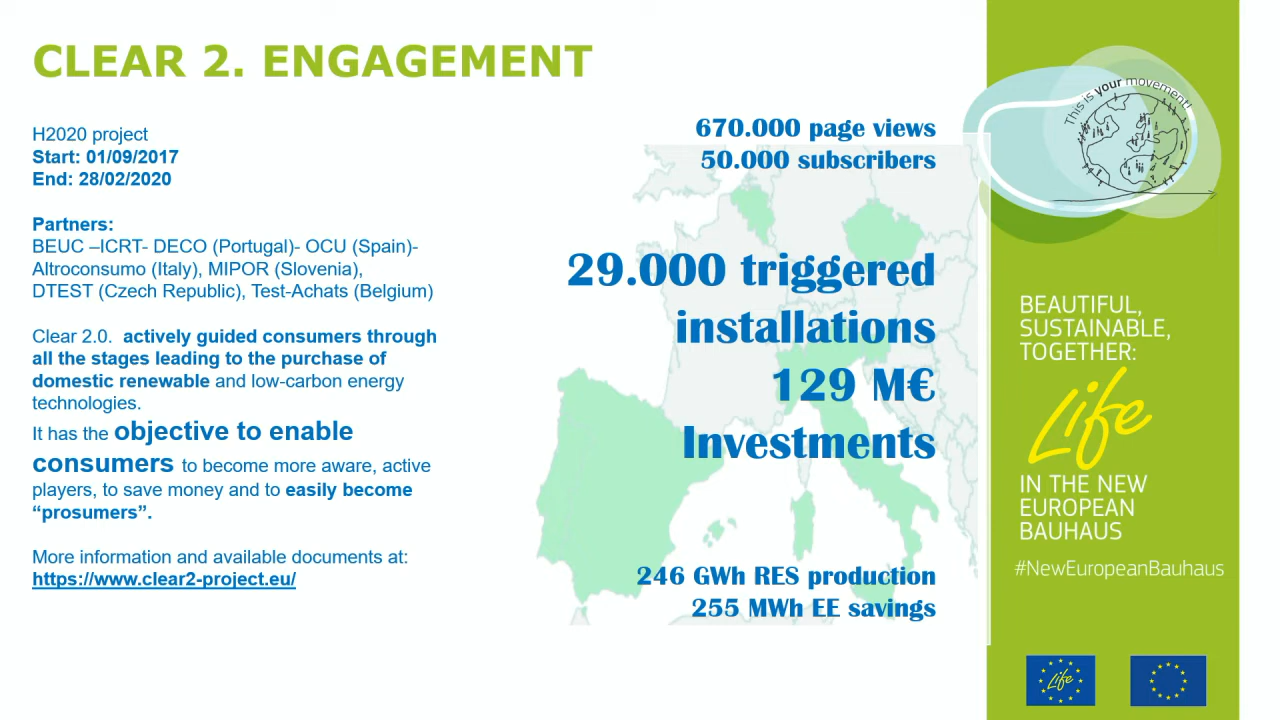 CLEAR 2. ENGAGEMENT
H2020 project
Start: 01/09/2017
End: 28/02/2020
Partners:
BEUC –ICRT- DECO (Portugal)- OCU (Spain)-
Altroconsumo (Italy), MIPOR (Slovenia),
DTEST (Czech Republic), Test-Achats (Belgium)
Clear 2.0. actively guided consumers through
all the stages leading to the purchase of
domestic renewable and low-carbon energy
technologies.
It has the objective to enable
consumers to become more aware, active
players, to save money and to easily become
“prosumers”.
More information and available documents at:
https://www.clear2-project.eu/
670.000 page views
50.000 subscribers
29.000 triggered
installations
129 M€
Investments
246 GWh RES production
255 MWh EE savings
This is your movement!
BEAUTIFUL,
SUSTAINABLE,
TOGETHER:
Life
IN THE NEW
EUROPEAN
BAUHAUS
#NewEuropeanBauhaus
Life